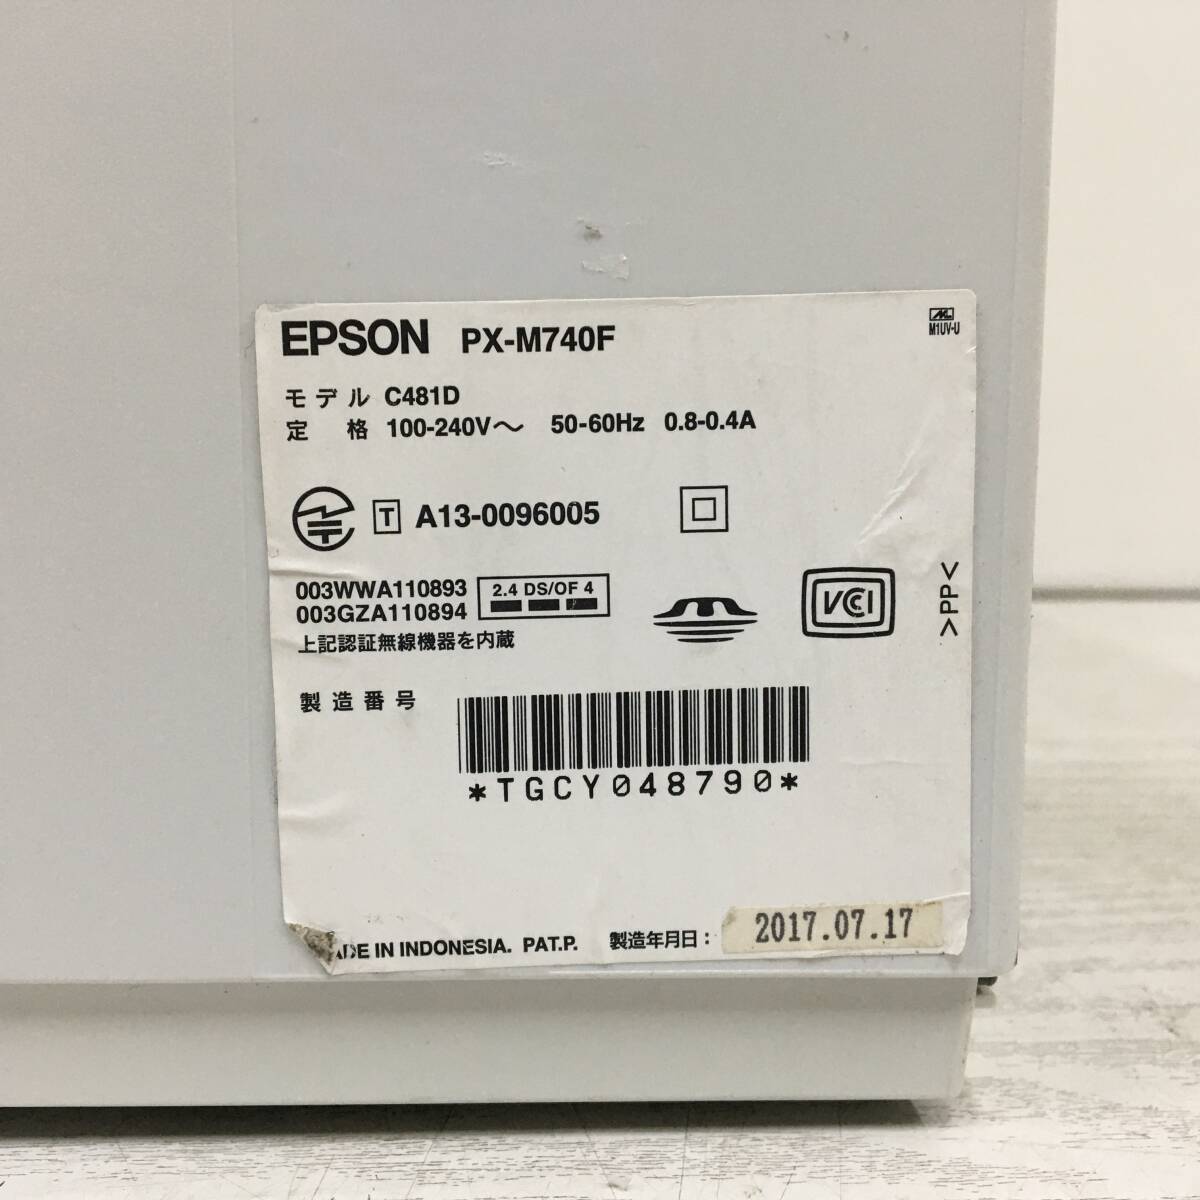 EPSON PX-M740F
M1UV-U
モデル C481D
定 格 100-240V～ 50-60Hz 0.8-0.4A
T A13-0096005
003WWA110893
003GZA110894
2.4 DS/OF 4
上記認証無線機器を内蔵
VCCI
>PP<
製造番号
*TGCY048790*
ADE IN INDONESIA. PAT.P. 製造年月日： 2017.07.17